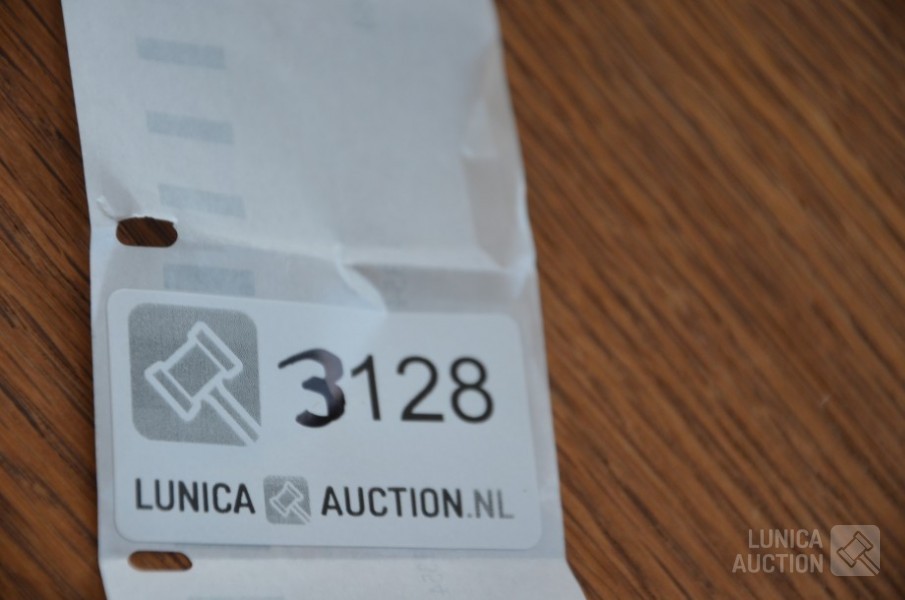 3128
LUNICA AUCTION.NL
LUNICA
AUCTION